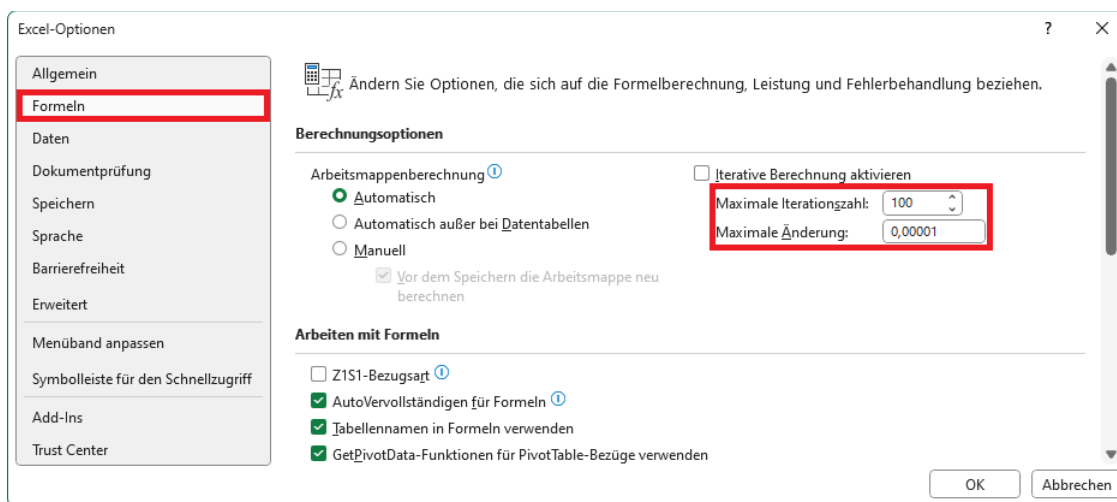 Excel-Optionen
?
Allgemein
Formeln
Daten
Dokumentprüfung
Speichern
Sprache
Barrierefreiheit
Erweitert
Menüband anpassen
Symbolleiste für den Schnellzugriff
Add-Ins
Trust Center
Ändern Sie Optionen, die sich auf die Formelberechnung, Leistung und Fehlerbehandlung beziehen.
Berechnungsoptionen
Arbeitsmappenberechnung
Automatisch
Automatisch außer bei Datentabellen
Manuell
Vor dem Speichern die Arbeitsmappe neu
berechnen
Iterative Berechnung aktivieren
Maximale Iterationszahl: 100
Maximale Änderung: 0,00001
Arbeiten mit Formeln
Z1S1-Bezugsart
AutoVervollständigen für Formeln
Tabellennamen in Formeln verwenden
GetPivotData-Funktionen für PivotTable-Bezüge verwenden
OK
Abbrechen